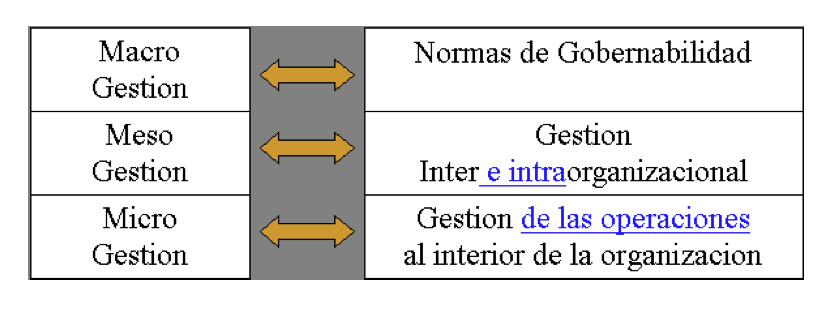 Macro
Gestion
Normas de Gobernabilidad
Meso
Gestion
Gestion
Inter e intraorganizacional
Micro
Gestion
Gestion de las operaciones
al interior de la organizacion